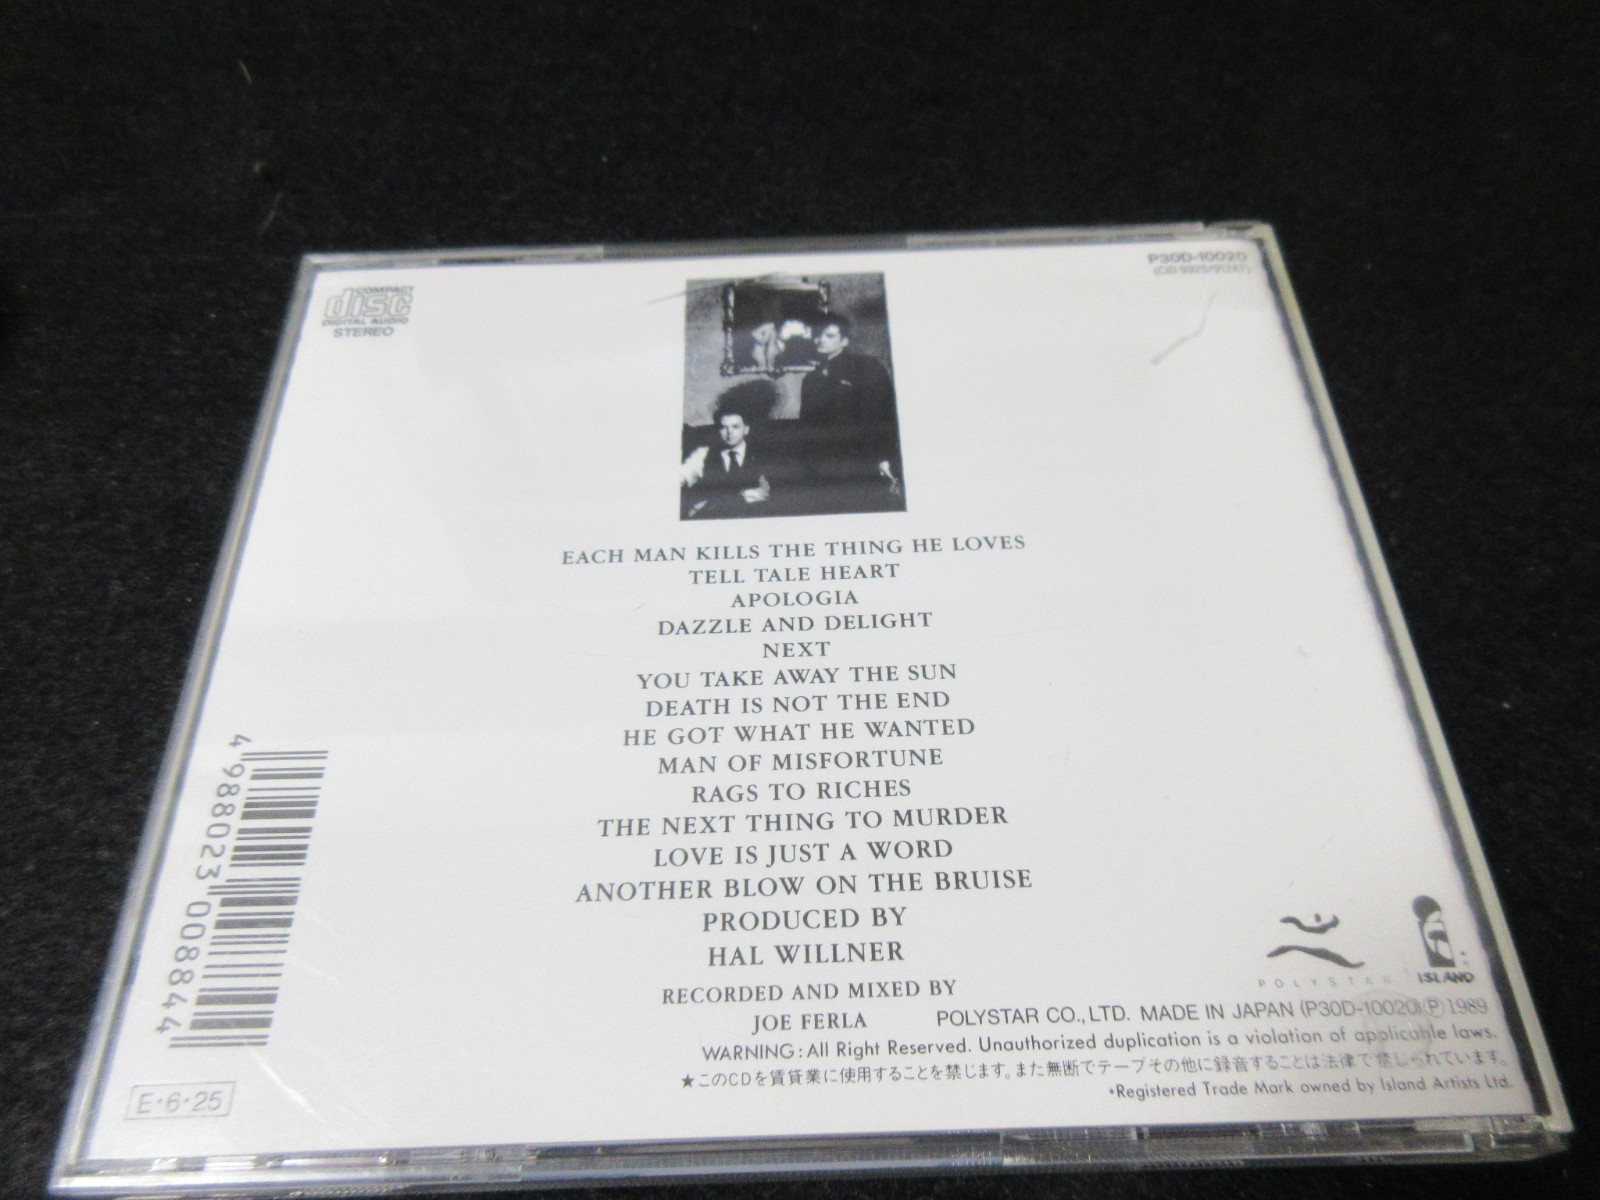 COMPACT
disc
DIGITAL AUDIO
STEREO
P30D-10020
(CID 9925/91247)
EACH MAN KILLS THE THING HE LOVES
TELL TALE HEART
APOLOGIA
DAZZLE AND DELIGHT
NEXT
YOU TAKE AWAY THE SUN
DEATH IS NOT THE END
HE GOT WHAT HE WANTED
MAN OF MISFORTUNE
RAGS TO RICHES
THE NEXT THING TO MURDER
LOVE IS JUST A WORD
ANOTHER BLOW ON THE BRUISE
PRODUCED BY
HAL WILLNER
RECORDED AND MIXED BY
JOE FERLA
4 988023 008844
E・6・25
POLYSTAR
ISLAND
POLYSTAR CO., LTD. MADE IN JAPAN (P30D-10020) Ⓟ 1989
WARNING: All Right Reserved. Unauthorized duplication is a violation of applicable laws.
★このCDを賃貸業に使用することを禁じます。また無断でテープその他に録音することは法律で禁じられています。
•Registered Trade Mark owned by Island Artists Ltd.